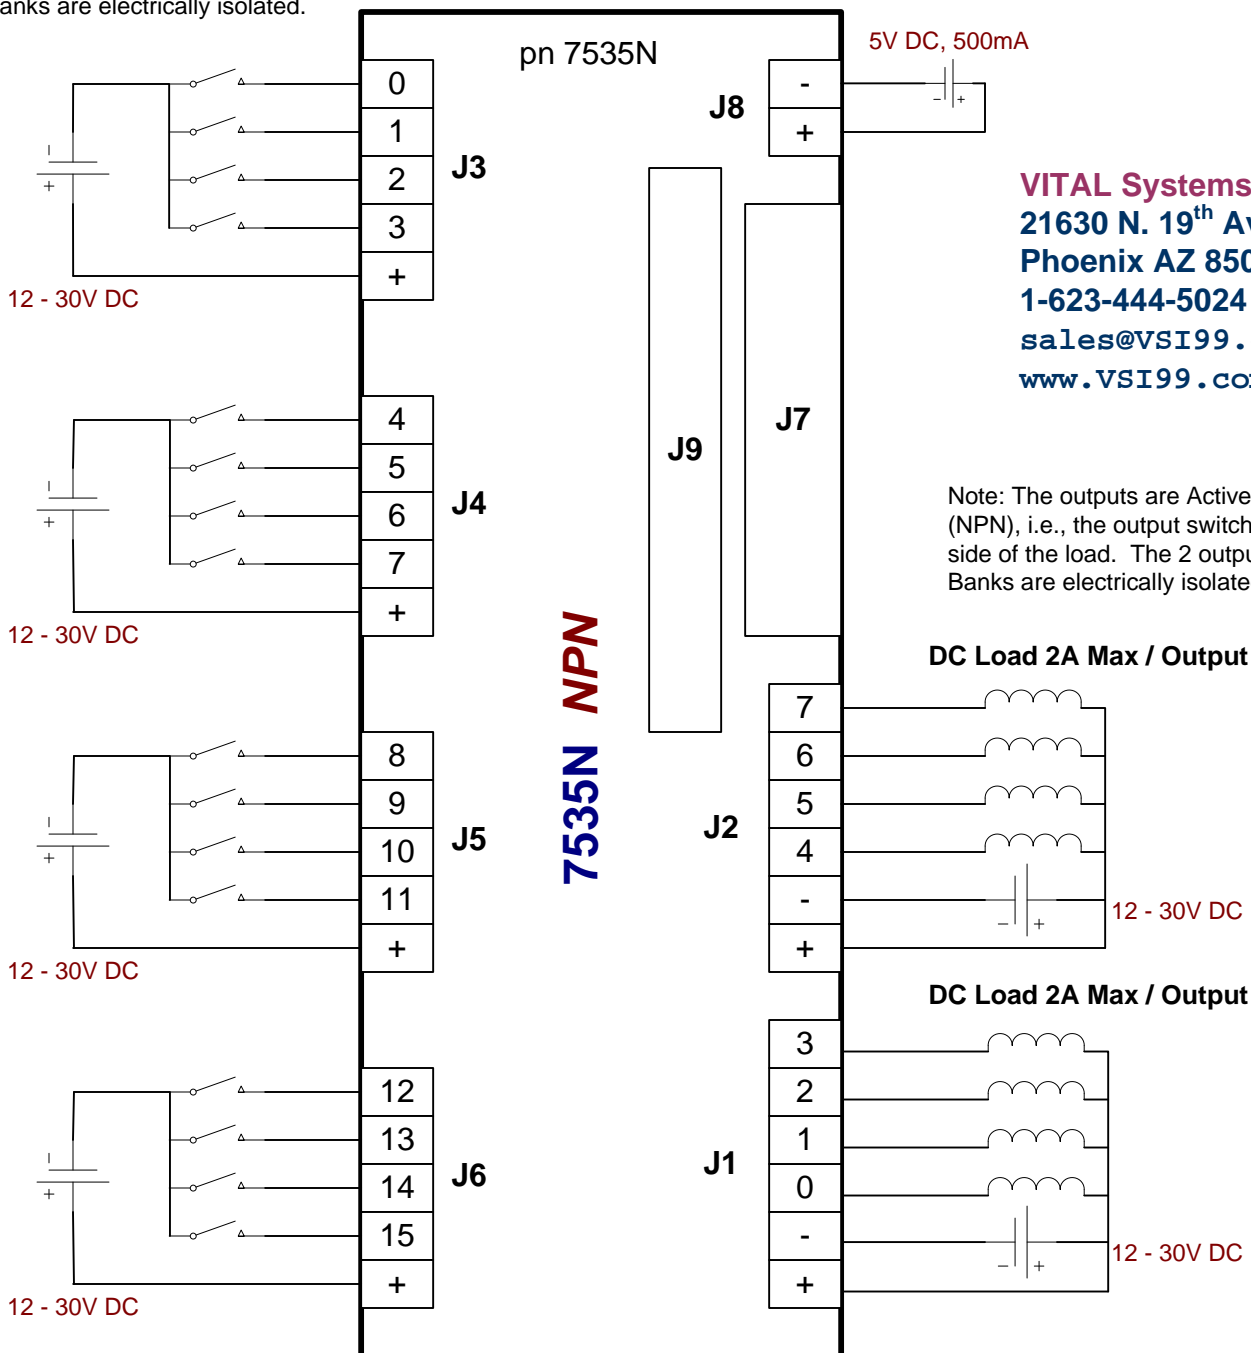 anks are electrically isolated.
pn 7535N
5V DC, 500mA
0
1
2
3
+
J3
- +
12 - 30V DC
J8
-
+
- +
VITAL Systems
21630 N. 19th Av
Phoenix AZ 850
1-623-444-5024
sales@VSI99.
www.VSI99.co
J9
J7
4
5
6
7
+
J4
- +
12 - 30V DC
Note: The outputs are Active
(NPN), i.e., the output switch
side of the load. The 2 outpu
Banks are electrically isolate
7535N NPN
8
9
10
11
+
J5
- +
12 - 30V DC
DC Load 2A Max / Output
J2
7
6
5
4
-
+
- +
12 - 30V DC
12
13
14
15
+
J6
- +
12 - 30V DC
DC Load 2A Max / Output
J1
3
2
1
0
-
+
- +
12 - 30V DC